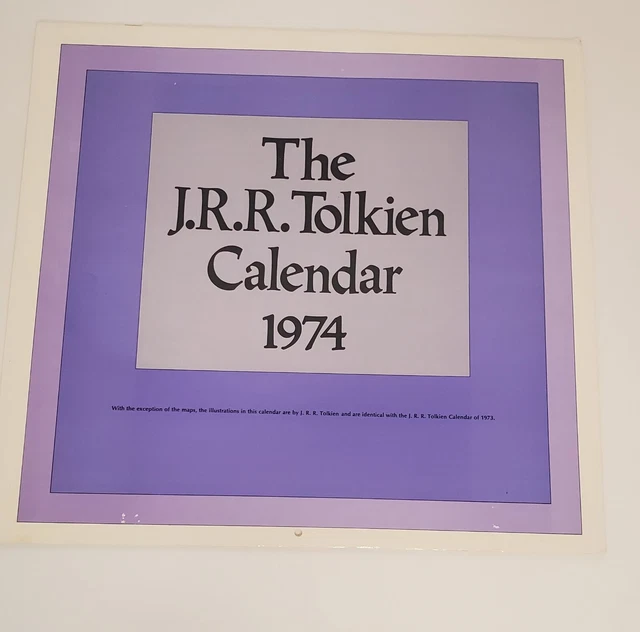 The
J.R.R. Tolkien
Calendar
1974
With the exception of the maps, the illustrations in this calendar are by J. R. R. Tolkien and are identical with the J. R. R. Tolkien Calendar of 1973.